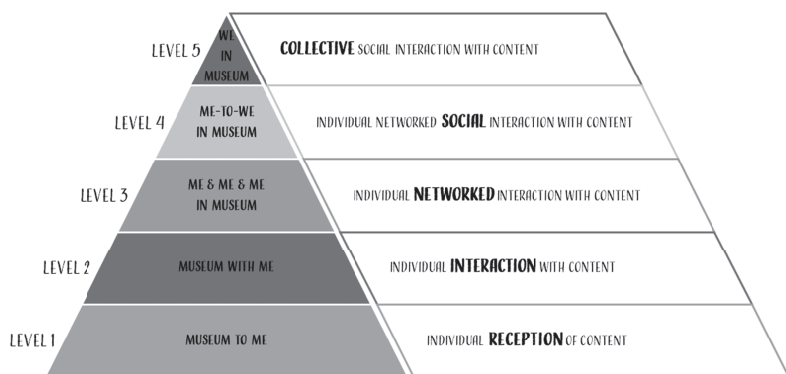 LEVEL 5
WE
IN
MUSEUM
COLLECTIVE SOCIAL INTERACTION WITH CONTENT
LEVEL 4
ME-TO-WE
IN MUSEUM
INDIVIDUAL NETWORKED SOCIAL INTERACTION WITH CONTENT
LEVEL 3
ME & ME & ME
IN MUSEUM
INDIVIDUAL NETWORKED INTERACTION WITH CONTENT
LEVEL 2
MUSEUM WITH ME
INDIVIDUAL INTERACTION WITH CONTENT
LEVEL 1
MUSEUM TO ME
INDIVIDUAL RECEPTION OF CONTENT